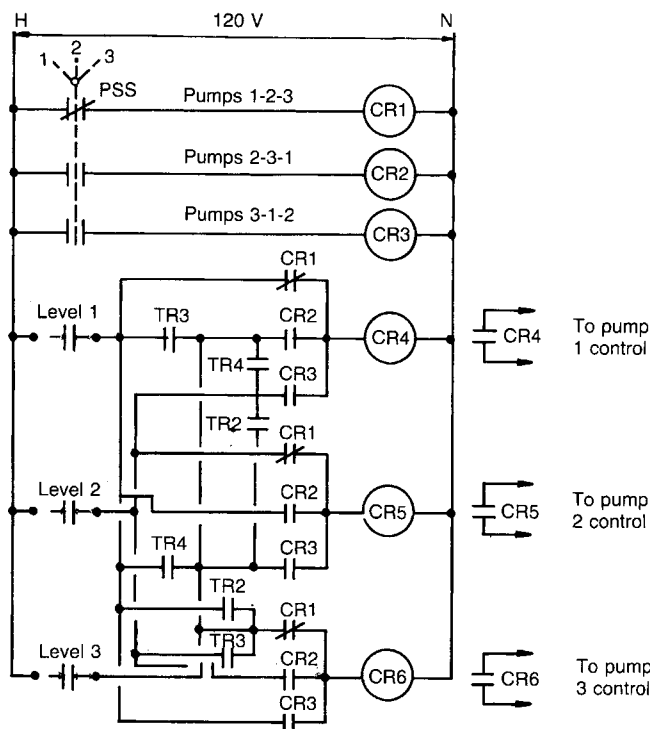 H 120 V N
1 2 3
PSS
Pumps 1-2-3 CR1
Pumps 2-3-1 CR2
Pumps 3-1-2 CR3
CR1
Level 1 TR3 CR2 CR4 CR4 To pump
1 control
TR4 CR3
TR2 CR1
Level 2 CR2 CR5 CR5 To pump
2 control
TR4 CR3
TR2 CR1
Level 3 TR3 CR2 CR6 CR6 To pump
3 control
CR3